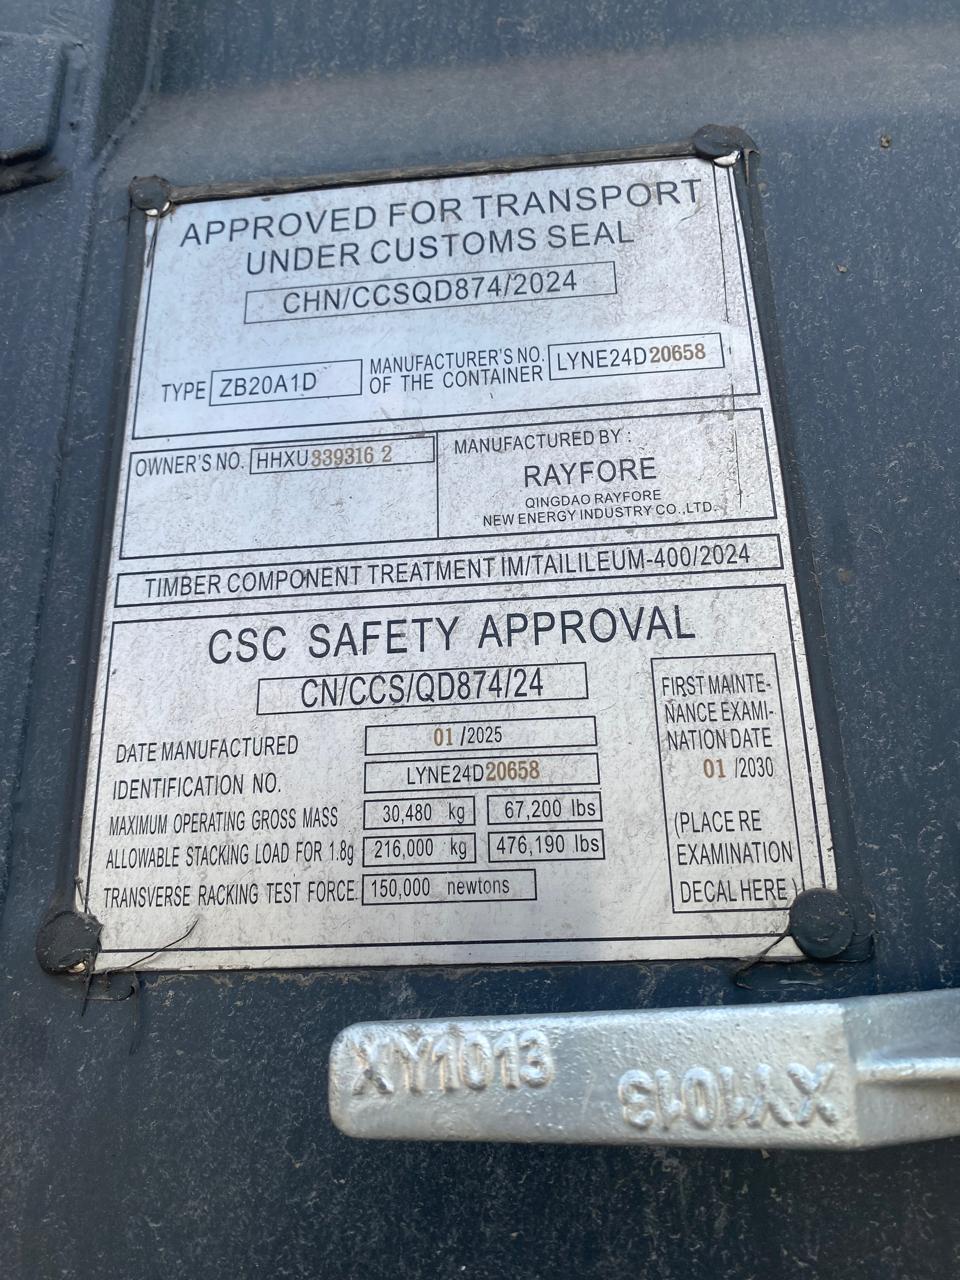 APPROVED FOR TRANSPORT
UNDER CUSTOMS SEAL
CHN/CCSQD874/2024
TYPE ZB20A1D MANUFACTURER'S NO. OF THE CONTAINER LYNE24D20658
OWNER'S NO. HHXU339316 2
MANUFACTURED BY :
RAYFORE
QINGDAO RAYFORE
NEW ENERGY INDUSTRY CO.,LTD.
TIMBER COMPONENT TREATMENT IM/TAILILEUM-400/2024
CSC SAFETY APPROVAL
CN/CCS/QD874/24
DATE MANUFACTURED 01 /2025
IDENTIFICATION NO. LYNE24D20658
MAXIMUM OPERATING GROSS MASS 30,480 kg 67,200 lbs
ALLOWABLE STACKING LOAD FOR 1.8g 216,000 kg 476,190 lbs
TRANSVERSE RACKING TEST FORCE 150,000 newtons
FIRST MAINTE-
NANCE EXAMI-
NATION DATE
01 /2030
(PLACE RE
EXAMINATION
DECAL HERE)
XY1013
XY1013